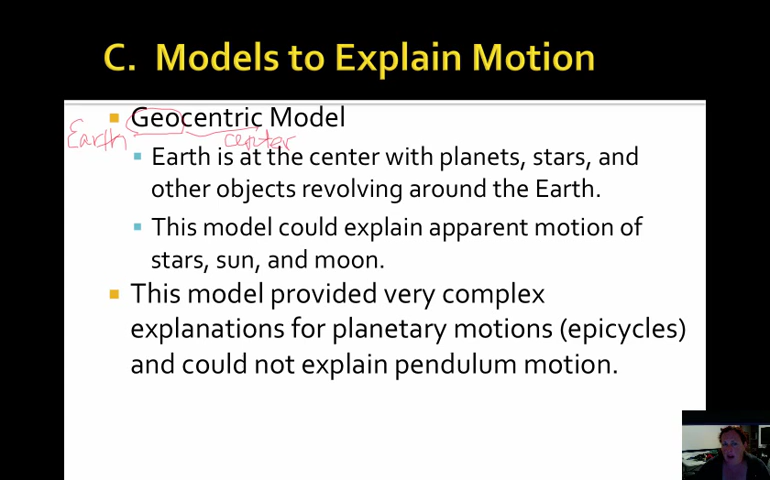 C. Models to Explain Motion
Geocentric Model
Earth center
Earth is at the center with planets, stars, and
other objects revolving around the Earth.
This model could explain apparent motion of
stars, sun, and moon.
This model provided very complex
explanations for planetary motions (epicycles)
and could not explain pendulum motion.